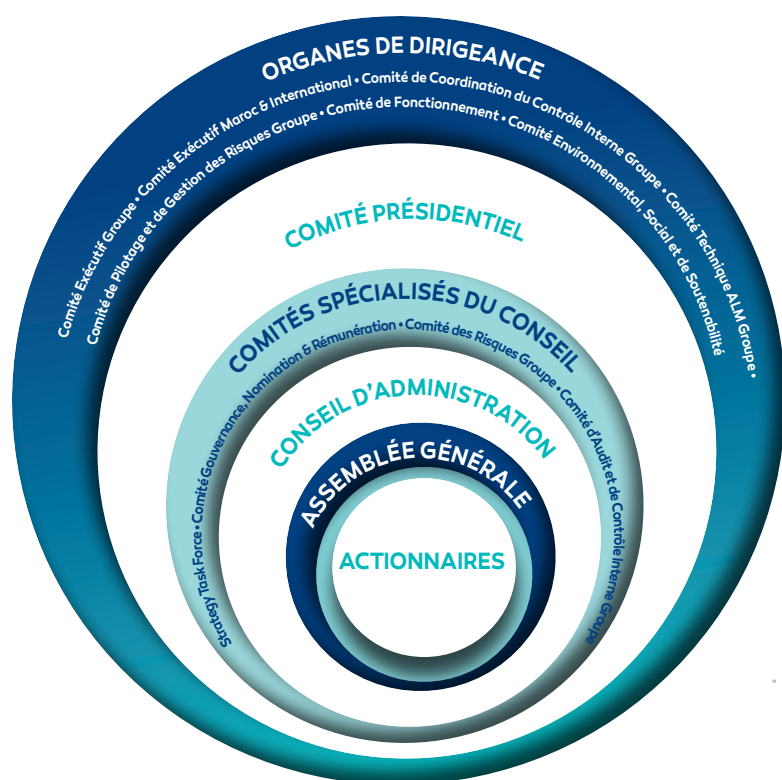 ORGANES DE DIRIGEANCE
Comité Exécutif Groupe • Comité Exécutif Maroc & International • Comité de Coordination du Contrôle Interne Groupe • Comité Technique ALM Groupe •
Comité de Pilotage et de Gestion des Risques Groupe • Comité de Fonctionnement • Comité Environnemental, Social et de Soutenabilité
COMITÉ PRÉSIDENTIEL
COMITÉS SPÉCIALISÉS DU CONSEIL
Strategy Task Force • Comité Gouvernance, Nomination & Rémunération • Comité des Risques Groupe • Comité d'Audit et de Contrôle Interne Groupe
CONSEIL D'ADMINISTRATION
ASSEMBLÉE GÉNÉRALE
ACTIONNAIRES